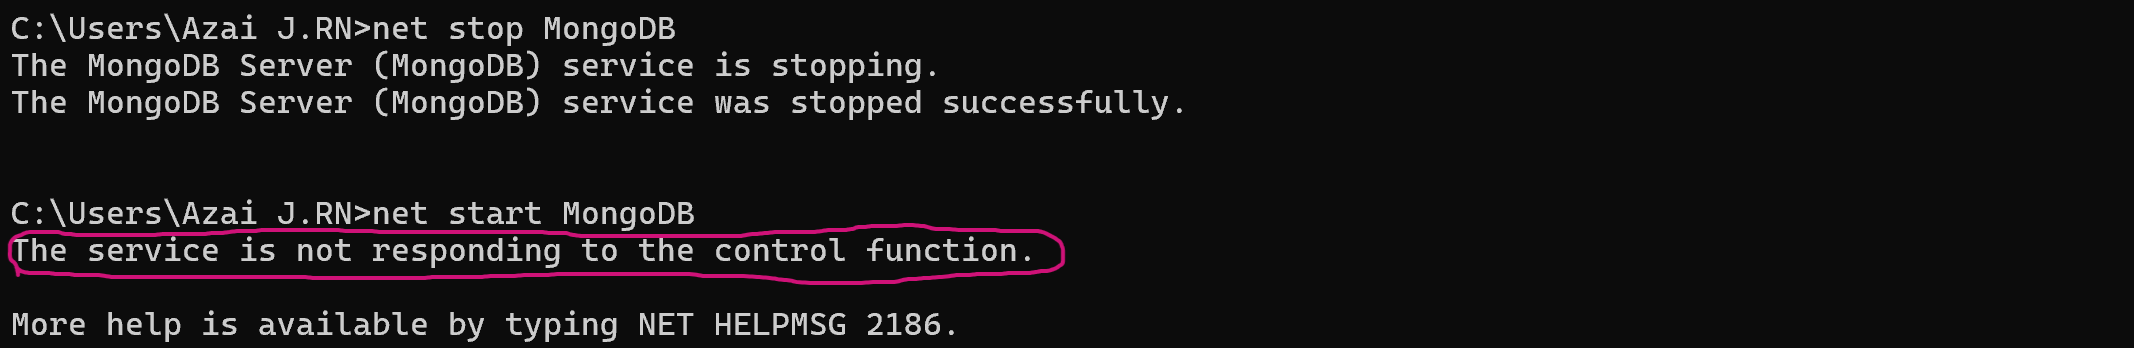 C:\Users\Azai J.RN>net stop MongoDB
The MongoDB Server (MongoDB) service is stopping.
The MongoDB Server (MongoDB) service was stopped successfully.
C:\Users\Azai J.RN>net start MongoDB
The service is not responding to the control function.
More help is available by typing NET HELPMSG 2186.